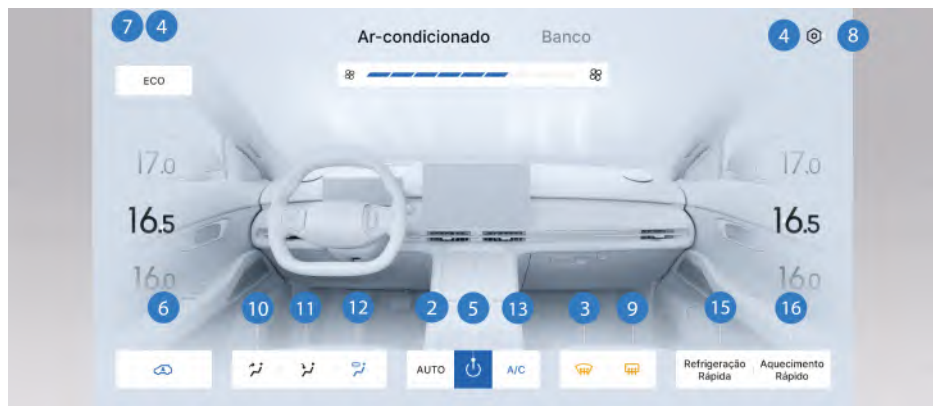 7 4
Ar-condicionado Banco
4 8
ECO
17.0 17.0
16.5 16.5
16.0 16.0
6 10 11 12 2 5 13 3 9 15 16
AUTO A/C
Refrigeração
Rápida
Aquecimento
Rápido